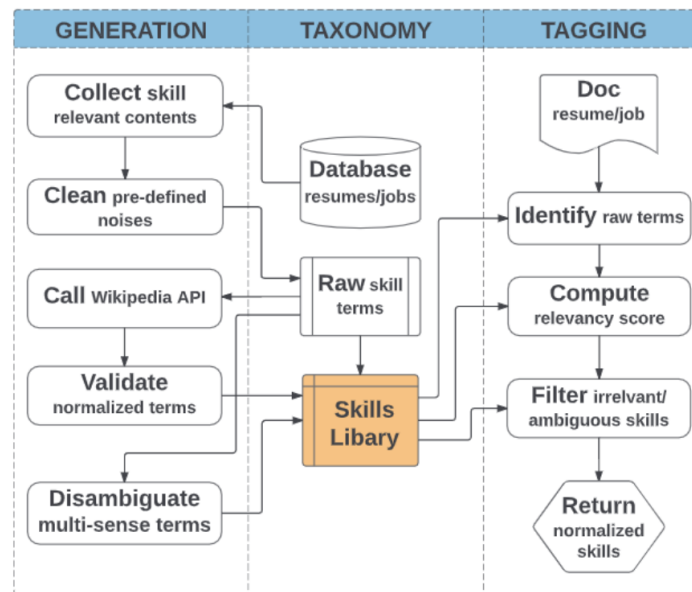 GENERATION
TAXONOMY
TAGGING
Collect skill
relevant contents
Clean pre-defined
noises
Call Wikipedia API
Validate
normalized terms
Disambiguate
multi-sense terms
Database
resumes/jobs
Raw skill
terms
Skills
Libary
Doc
resume/job
Identify raw terms
Compute
relevancy score
Filter irrelvant/
ambiguous skills
Return
normalized
skills